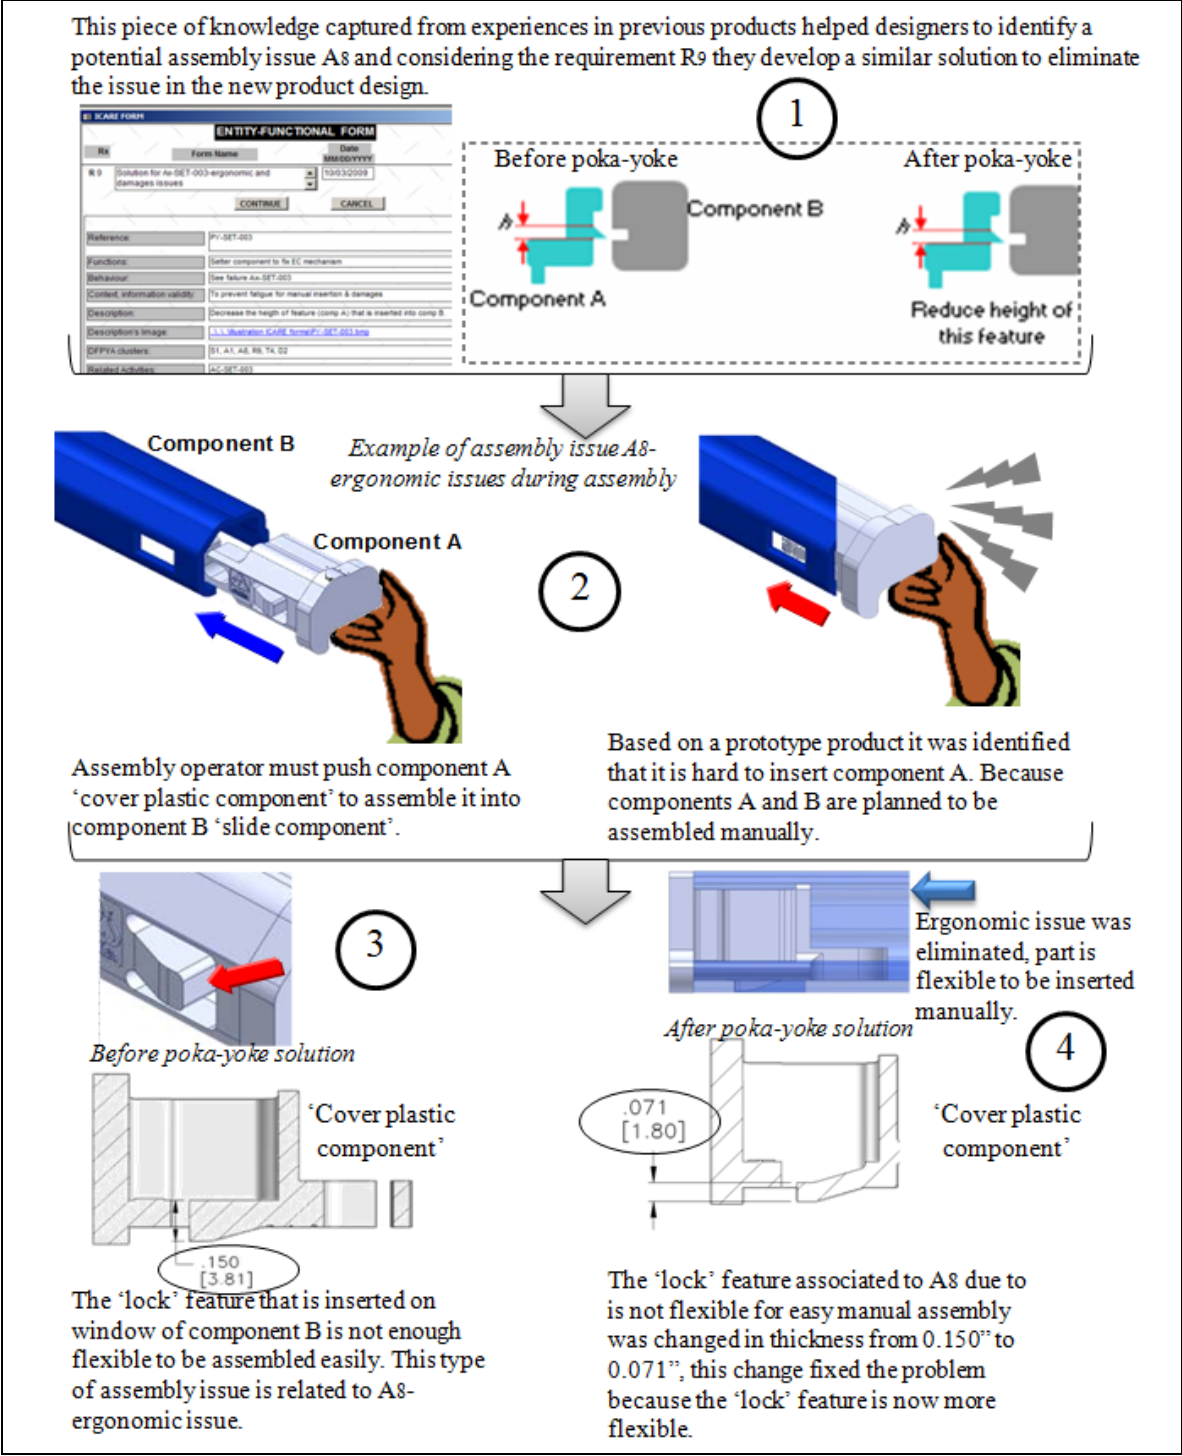 This piece of knowledge captured from experiences in previous products helped designers to identify a
potential assembly issue A8 and considering the requirement R9 they develop a similar solution to eliminate
the issue in the new product design.
ICARE FORM
ENTITY-FUNCTIONAL FORM
Rx
Form Name
Date
MM/DD/YYYY
R 9
Solution for Ax-SET-003-ergonomic and
damages issues
10/03/2009
CONTINUE
CANCEL
Reference:
PY-SET-003
Functions:
Setter component to fix EC mechanism
Behaviour:
See failure Ax-SET-003
Context, information validity:
To prevent fatigue for manual insertion & damages
Description:
Decrease the heigth of feature (comp A) that is inserted into comp B.
Description's Image:
..\..\Illustration ICARE forms\PY-SET-003.bmp
DFPYA clusters:
S1, A1, A8, R9, T4, D2
Related Activities:
AC-SET-003
1
Before poka-yoke
After poka-yoke
h
Component B
h
Component A
Reduce height of
this feature
Component B
Example of assembly issue A8-
ergonomic issues during assembly
Component A
2
Assembly operator must push component A
‘cover plastic component’ to assemble it into
component B ‘slide component’.
Based on a prototype product it was identified
that it is hard to insert component A. Because
components A and B are planned to be
assembled manually.
3
Before poka-yoke solution
‘Cover plastic
component’
.150
[3.81]
The ‘lock’ feature that is inserted on
window of component B is not enough
flexible to be assembled easily. This type
of assembly issue is related to A8-
ergonomic issue.
Ergonomic issue was
eliminated, part is
flexible to be inserted
manually.
After poka-yoke solution
4
.071
[1.80]
‘Cover plastic
component’
The ‘lock’ feature associated to A8 due to
is not flexible for easy manual assembly
was changed in thickness from 0.150” to
0.071”, this change fixed the problem
because the ‘lock’ feature is now more
flexible.